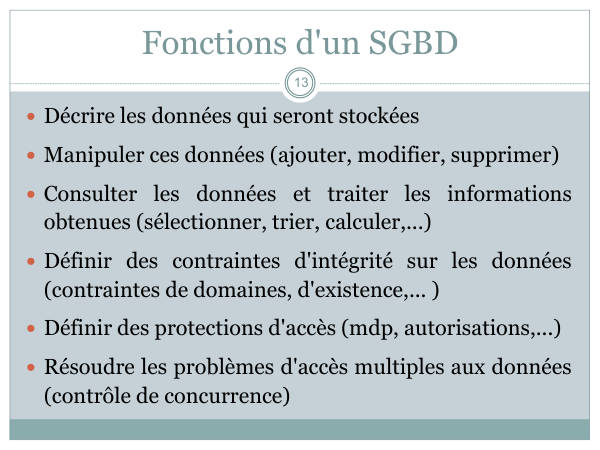 Fonctions d'un SGBD
13
• Décrire les données qui seront stockées
• Manipuler ces données (ajouter, modifier, supprimer)
• Consulter les données et traiter les informations
obtenues (sélectionner, trier, calculer,...)
• Définir des contraintes d'intégrité sur les données
(contraintes de domaines, d'existence,... )
• Définir des protections d'accès (mdp, autorisations,...)
• Résoudre les problèmes d'accès multiples aux données
(contrôle de concurrence)